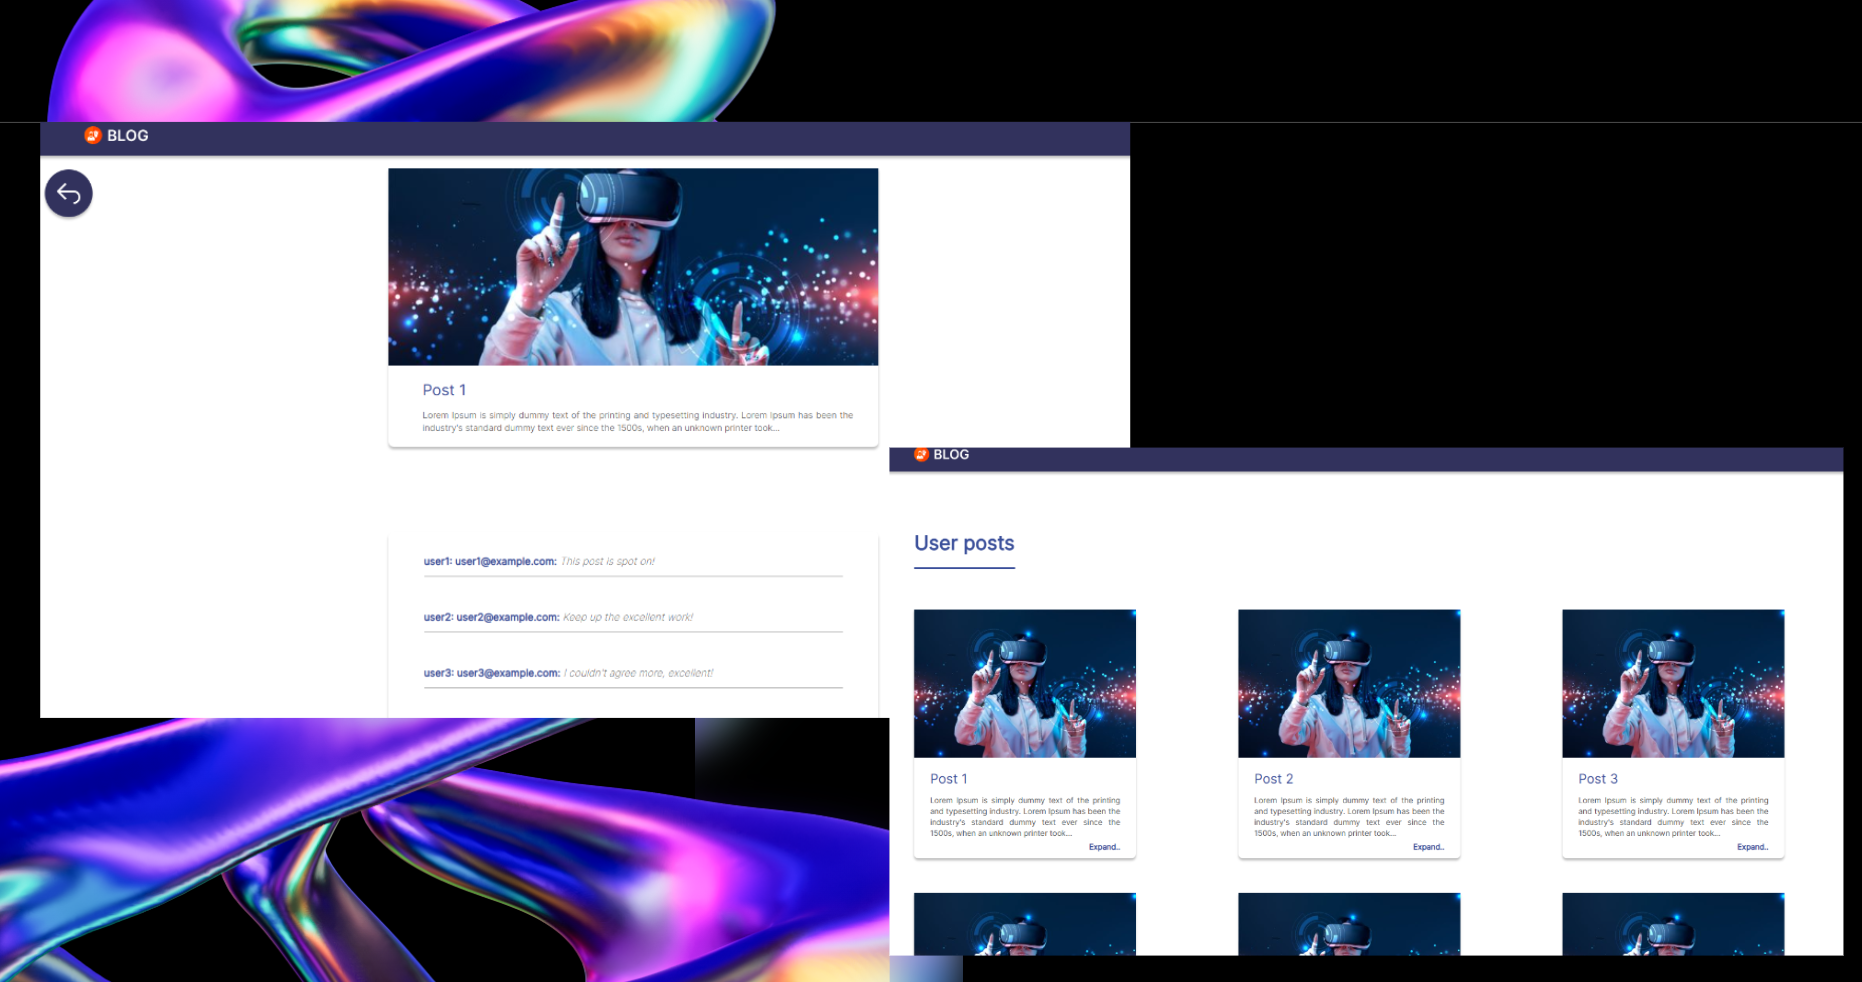 BLOG
Post 1
Lorem Ipsum is simply dummy text of the printing and typesetting industry. Lorem Ipsum has been the
industry's standard dummy text ever since the 1500s, when an unknown printer took...
user1: user1@example.com: This post is spot on!
user2: user2@example.com: Keep up the excellent work!
user3: user3@example.com: I couldn't agree more, excellent!
BLOG
User posts
Post 1
Lorem Ipsum is simply dummy text of the printing
and typesetting industry. Lorem Ipsum has been the
industry's standard dummy text ever since the
1500s, when an unknown printer took...
Expand..
Post 2
Lorem Ipsum is simply dummy text of the printing
and typesetting industry. Lorem Ipsum has been the
industry's standard dummy text ever since the
1500s, when an unknown printer took...
Expand..
Post 3
Lorem Ipsum is simply dummy text of the printing
and typesetting industry. Lorem Ipsum has been the
industry's standard dummy text ever since the
1500s, when an unknown printer took...
Expand..